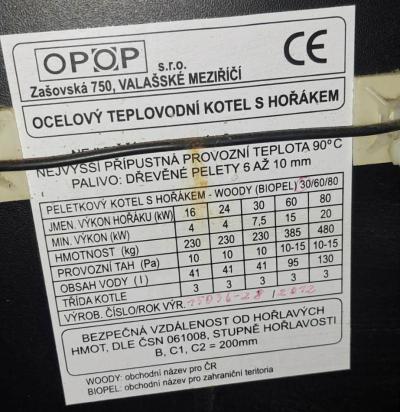 OPOP s.r.o. CE
Zašovská 750, VALAŠSKÉ MEZIŘÍČÍ
OCELOVÝ TEPLOVODNÍ KOTEL S HOŘÁKEM
NEJVYŠŠÍ PŘÍPUSTNÁ PROVOZNÍ TEPLOTA 90°C
PALIVO: DŘEVĚNÉ PELETY 6 AŽ 10 mm
PELETKOVÝ KOTEL S HOŘÁKEM - WOODY (BIOPEL) 30/60/80
JMEN. VÝKON HOŘÁKU (kW) 16 24 30 60 80
MIN. VÝKON (kW) 4 4 7,5 15 20
HMOTNOST (kg) 230 230 230 385 480
PROVOZNÍ TAH (Pa) 10 10 10 10-15 10-15
OBSAH VODY ( l ) 41 41 41 95 130
TŘÍDA KOTLE 3 3 3 3 3
VÝROB. ČÍSLO/ROK VÝR. 2012
BEZPEČNÁ VZDÁLENOST OD HOŘLAVÝCH
HMOT, DLE ČSN 061008, STUPNĚ HOŘLAVOSTI
B, C1, C2 = 200mm
WOODY: obchodní název pro ČR
BIOPEL: obchodní název pro zahraniční teritoria